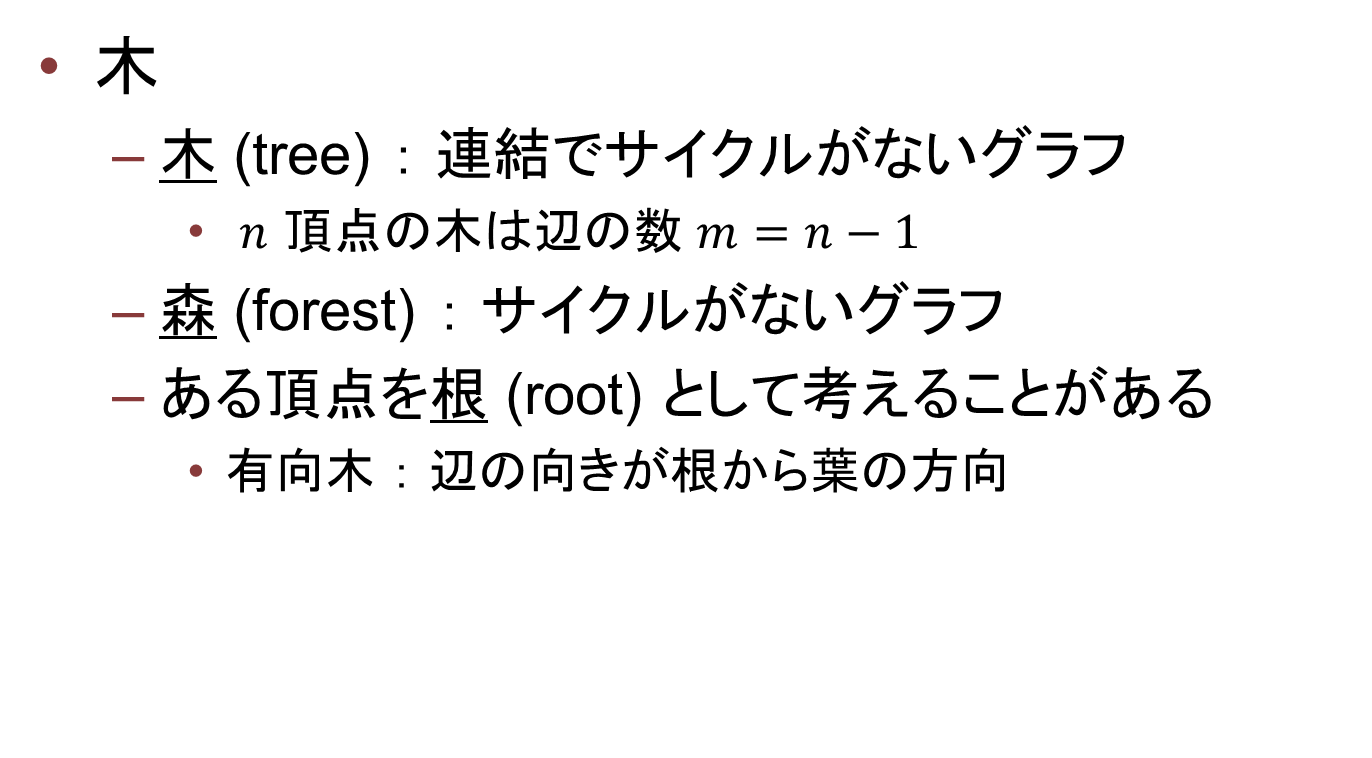 • 木
– 木 (tree) : 連結でサイクルがないグラフ
• n 頂点の木は辺の数 m = n − 1
– 森 (forest) : サイクルがないグラフ
– ある頂点を根 (root) として考えることがある
• 有向木 : 辺の向きが根から葉の方向